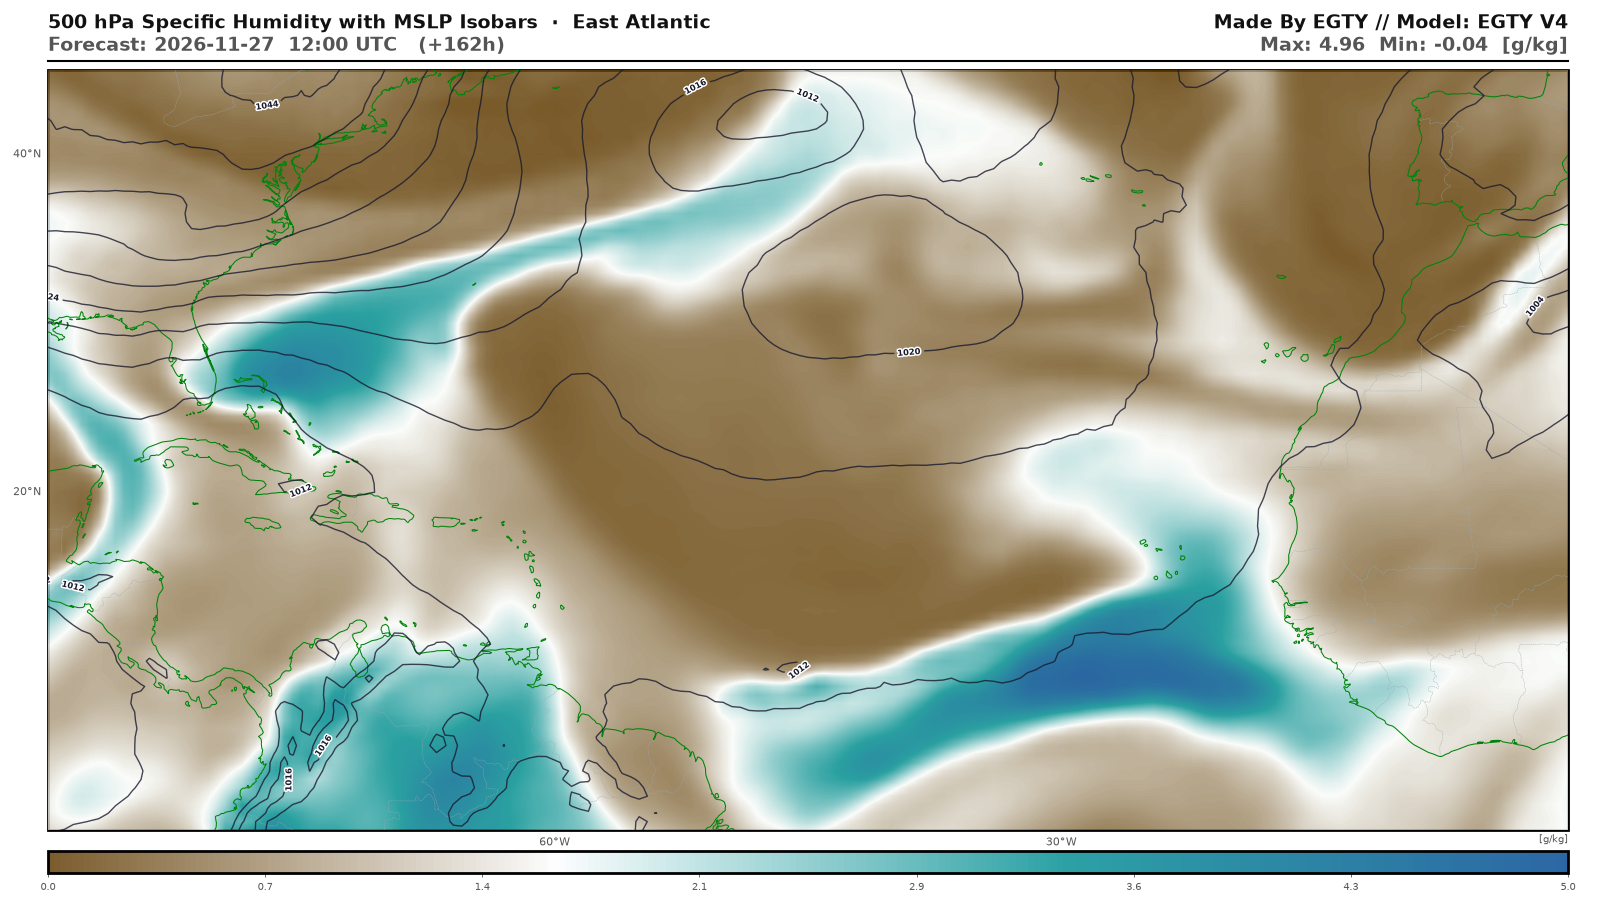 500 hPa Specific Humidity with MSLP Isobars · East Atlantic
Made By EGTY // Model: EGTY V4
Forecast: 2026-11-27 12:00 UTC (+162h)
Max: 4.96 Min: -0.04 [g/kg]
1044
1016
1012
40°N
24
1004
1020
20°N
1012
1012
1012
1016
1016
60°W
30°W
[g/kg]
0.0
0.7
1.4
2.1
2.9
3.6
4.3
5.0